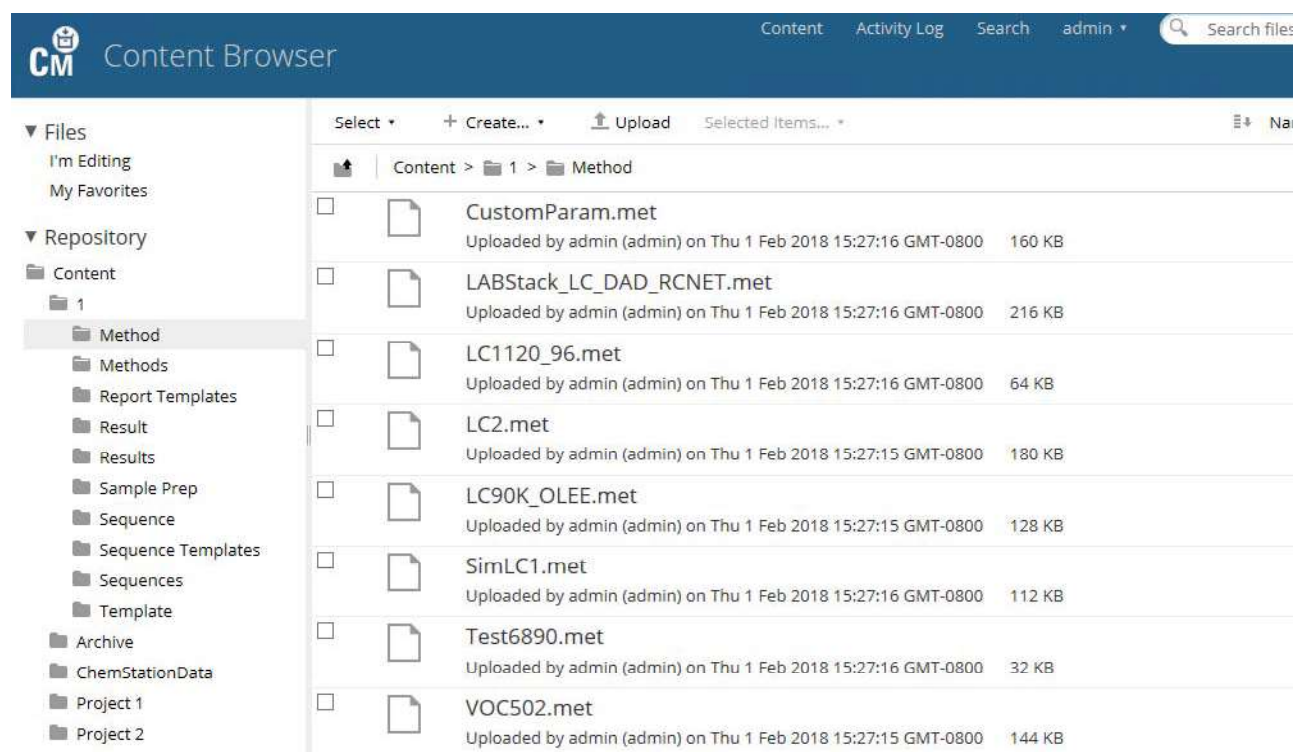 CM Content Browser
Content Activity Log Search admin
Search files
Files
I'm Editing
My Favorites
Repository
Content
1
Method
Methods
Report Templates
Result
Results
Sample Prep
Sequence
Sequence Templates
Sequences
Template
Archive
ChemStationData
Project 1
Project 2
Select + Create... Upload Selected Items...
Content > 1 > Method
CustomParam.met
Uploaded by admin (admin) on Thu 1 Feb 2018 15:27:16 GMT-0800 160 KB
LABStack_LC_DAD_RCNET.met
Uploaded by admin (admin) on Thu 1 Feb 2018 15:27:16 GMT-0800 216 KB
LC1120_96.met
Uploaded by admin (admin) on Thu 1 Feb 2018 15:27:16 GMT-0800 64 KB
LC2.met
Uploaded by admin (admin) on Thu 1 Feb 2018 15:27:15 GMT-0800 180 KB
LC90K_OLEE.met
Uploaded by admin (admin) on Thu 1 Feb 2018 15:27:15 GMT-0800 128 KB
SimLC1.met
Uploaded by admin (admin) on Thu 1 Feb 2018 15:27:16 GMT-0800 112 KB
Test6890.met
Uploaded by admin (admin) on Thu 1 Feb 2018 15:27:16 GMT-0800 32 KB
VOC502.met
Uploaded by admin (admin) on Thu 1 Feb 2018 15:27:15 GMT-0800 144 KB